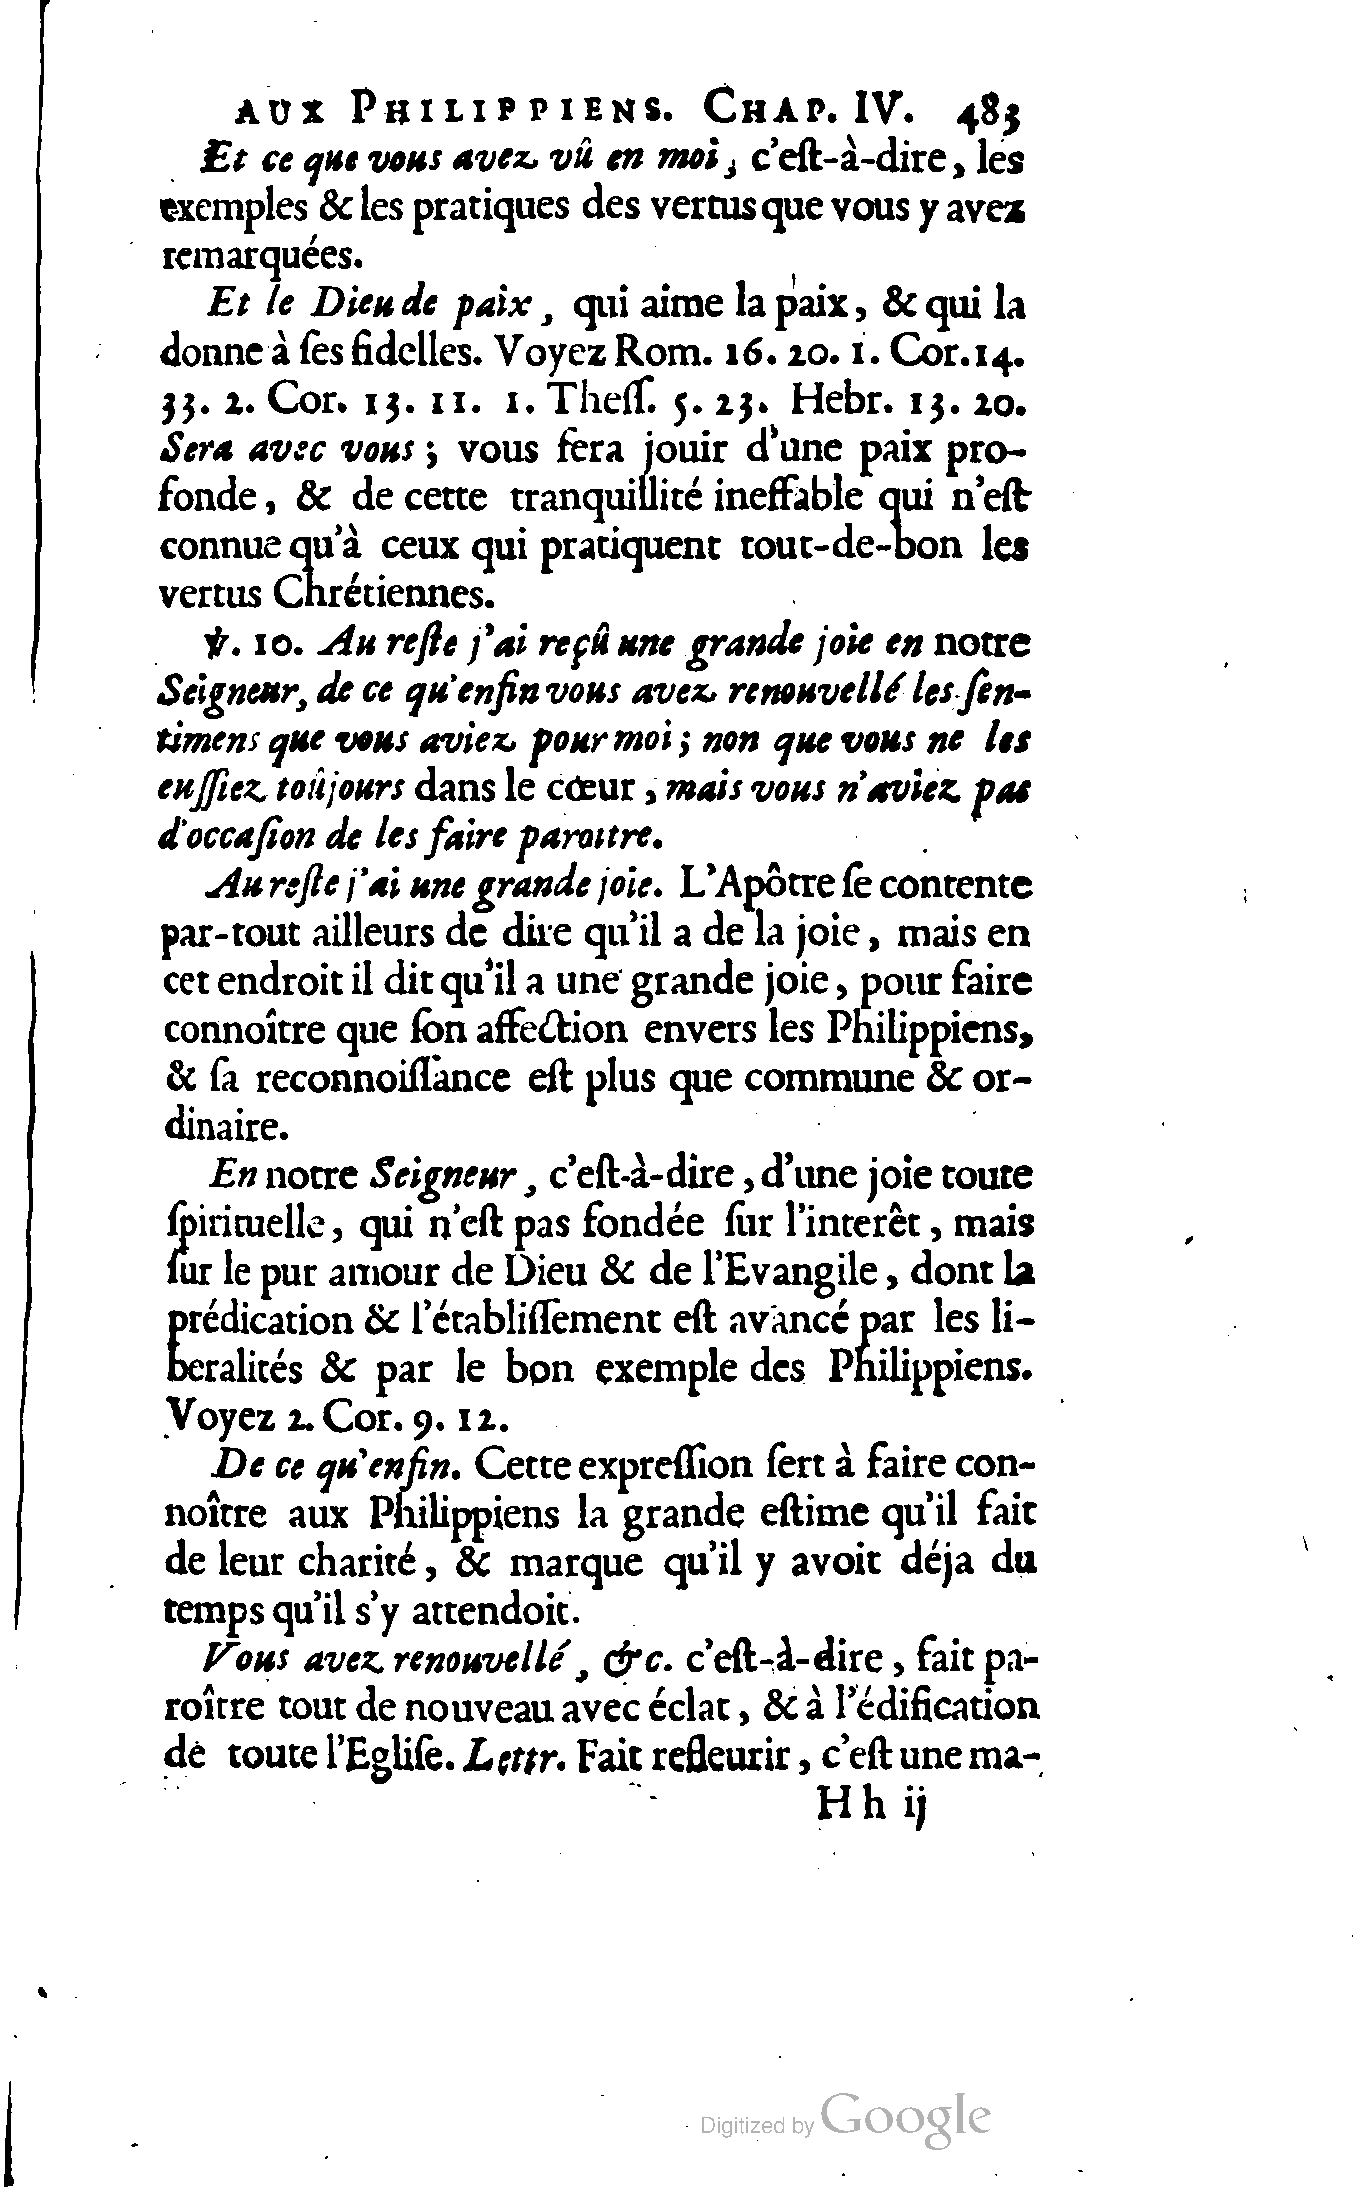 AUX PHILIPPIENS. CHAP. IV. 483
Et ce que vous avez vû en moi, c'eſt-à-dire, les
exemples & les pratiques des vertus que vous y avez
remarquées.
Et le Dieu de paix, qui aime la paix, & qui la
donne à ſes fidelles. Voyez Rom. 16. 20. 1. Cor. 14.
33. 2. Cor. 13. 11. 1. Theſſ. 5. 23. Hebr. 13. 20.
Sera avec vous; vous fera jouir d'une paix pro-
fonde, & de cette tranquillité ineffable qui n'eſt
connue qu'à ceux qui pratiquent tout-de-bon les
vertus Chrétiennes.
℣. 10. Au reſte j'ai reçû une grande joie en notre
Seigneur, de ce qu'enfin vous avez renouvellé les ſen-
timens que vous aviez pour moi; non que vous ne les
euſſiez toûjours dans le cœur, mais vous n'aviez pas
d'occaſion de les faire paroître.
Au reſte j'ai une grande joie. L'Apôtre ſe contente
par-tout ailleurs de dire qu'il a de la joie, mais en
cet endroit il dit qu'il a une grande joie, pour faire
connoître que ſon affection envers les Philippiens,
& ſa reconnoiſſance eſt plus que commune & or-
dinaire.
En notre Seigneur, c'eſt-à-dire, d'une joie toute
ſpirituelle, qui n'eſt pas fondée ſur l'interêt, mais
ſur le pur amour de Dieu & de l'Evangile, dont la
prédication & l'établiſſement eſt avancé par les li-
beralités & par le bon exemple des Philippiens.
Voyez 2. Cor. 9. 12.
De ce qu'enfin. Cette expreſſion ſert à faire con-
noître aux Philippiens la grande eſtime qu'il fait
de leur charité, & marque qu'il y avoit déja du
temps qu'il s'y attendoit.
Vous avez renouvellé, &c. c'eſt-à-dire, fait pa-
roître tout de nouveau avec éclat, & à l'édification
de toute l'Egliſe. Lettr. Fait refleurir, c'eſt une ma-
H h ij
Digitized by Google